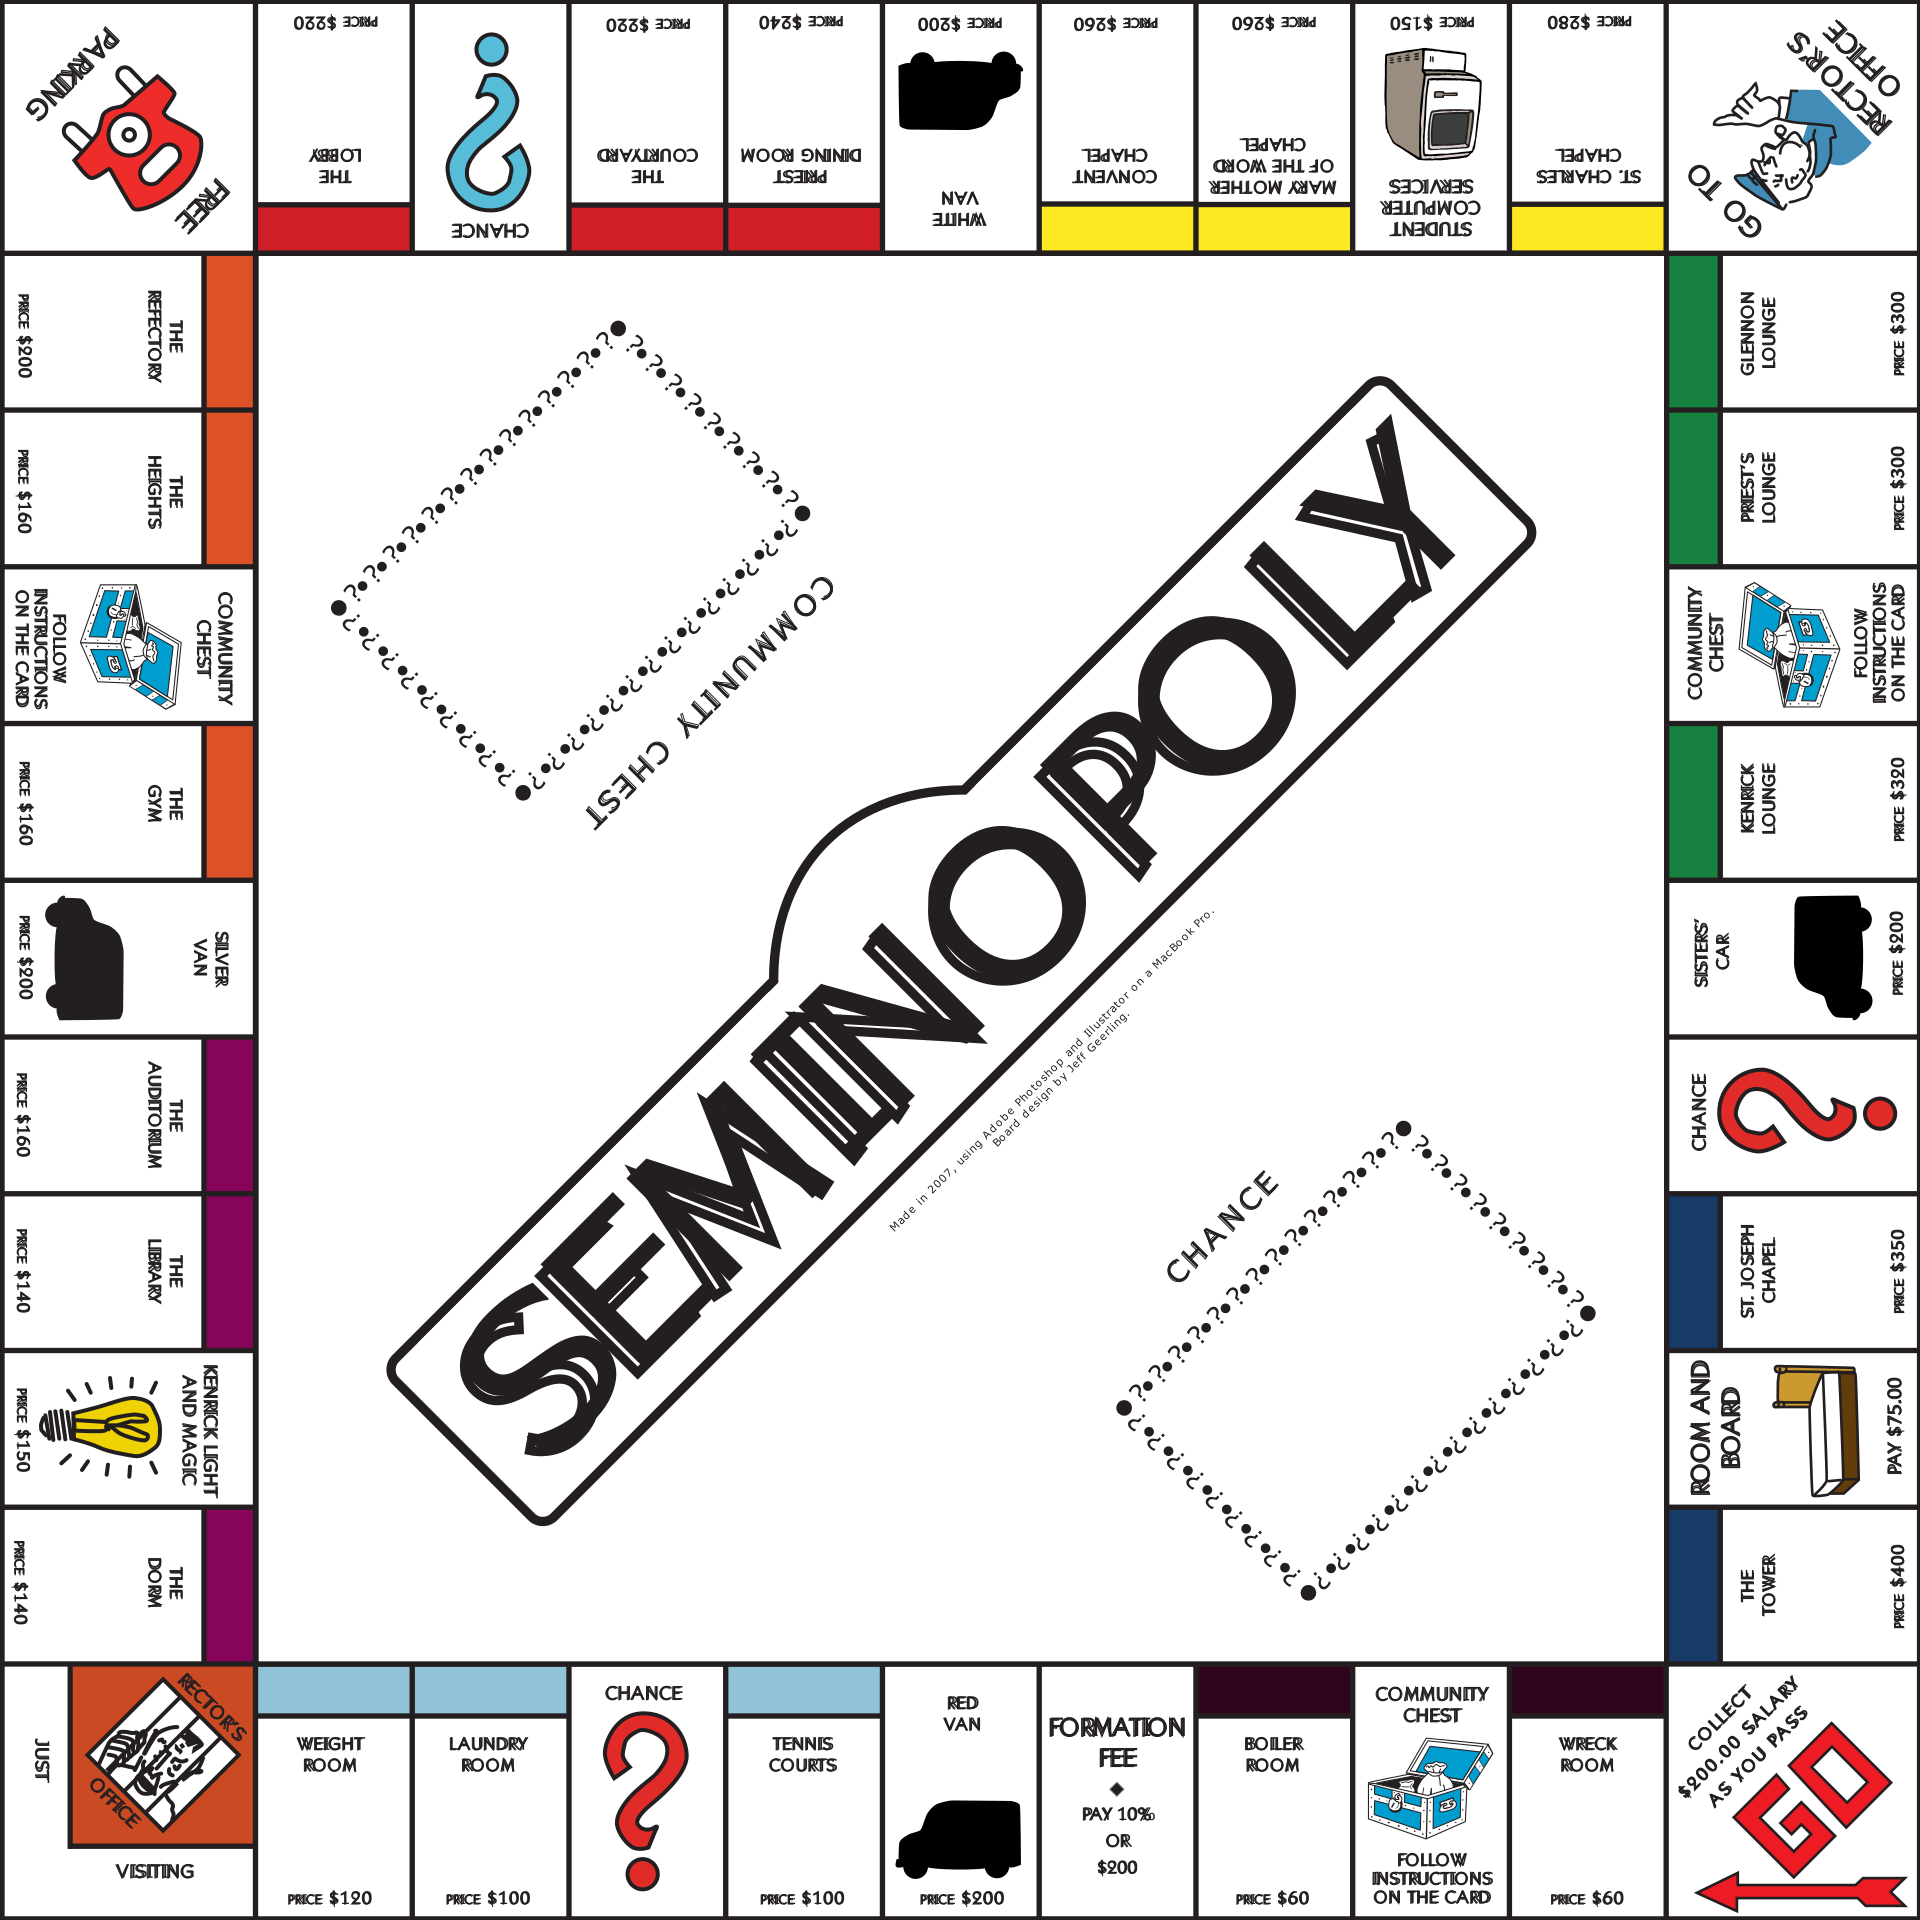 FREE
PARKING
THE
LOBBY
PRICE $220
CHANCE
THE
COURTYARD
PRICE $220
PRIEST
DINING ROOM
PRICE $240
WHITE
VAN
PRICE $200
CONVENT
CHAPEL
PRICE $260
MARY MOTHER
OF THE WORD
CHAPEL
PRICE $260
STUDENT
COMPUTER
SERVICES
PRICE $150
ST. CHARLES
CHAPEL
PRICE $280
GO TO
RECTOR'S
OFFICE
GLENNON
LOUNGE
PRICE $300
PRIEST'S
LOUNGE
PRICE $300
COMMUNITY
CHEST
FOLLOW
INSTRUCTIONS
ON THE CARD
KENRICK
LOUNGE
PRICE $320
SISTERS'
CAR
PRICE $200
CHANCE
ST. JOSEPH
CHAPEL
PRICE $350
ROOM AND
BOARD
PAY $75.00
THE
TOWER
PRICE $400
COLLECT
$200.00 SALARY
AS YOU PASS
GO
WRECK
ROOM
PRICE $60
COMMUNITY
CHEST
FOLLOW
INSTRUCTIONS
ON THE CARD
BOILER
ROOM
PRICE $60
FORMATION
FEE
PAY 10%
OR
$200
RED
VAN
PRICE $200
TENNIS
COURTS
PRICE $100
CHANCE
LAUNDRY
ROOM
PRICE $100
WEIGHT
ROOM
PRICE $120
RECTOR'S
OFFICE
JUST
VISITING
THE
DORM
PRICE $140
KENRICK LIGHT
AND MAGIC
PRICE $150
THE
LIBRARY
PRICE $140
THE
AUDITORIUM
PRICE $160
SILVER
VAN
PRICE $200
THE
GYM
PRICE $160
COMMUNITY
CHEST
FOLLOW
INSTRUCTIONS
ON THE CARD
THE
HEIGHTS
PRICE $160
THE
REFECTORY
PRICE $200
COMMUNITY CHEST
SEMINOPOLY
Made in 2007, using Adobe Photoshop and Illustrator on a MacBook Pro.
Board design by Jeff Geerling.
CHANCE